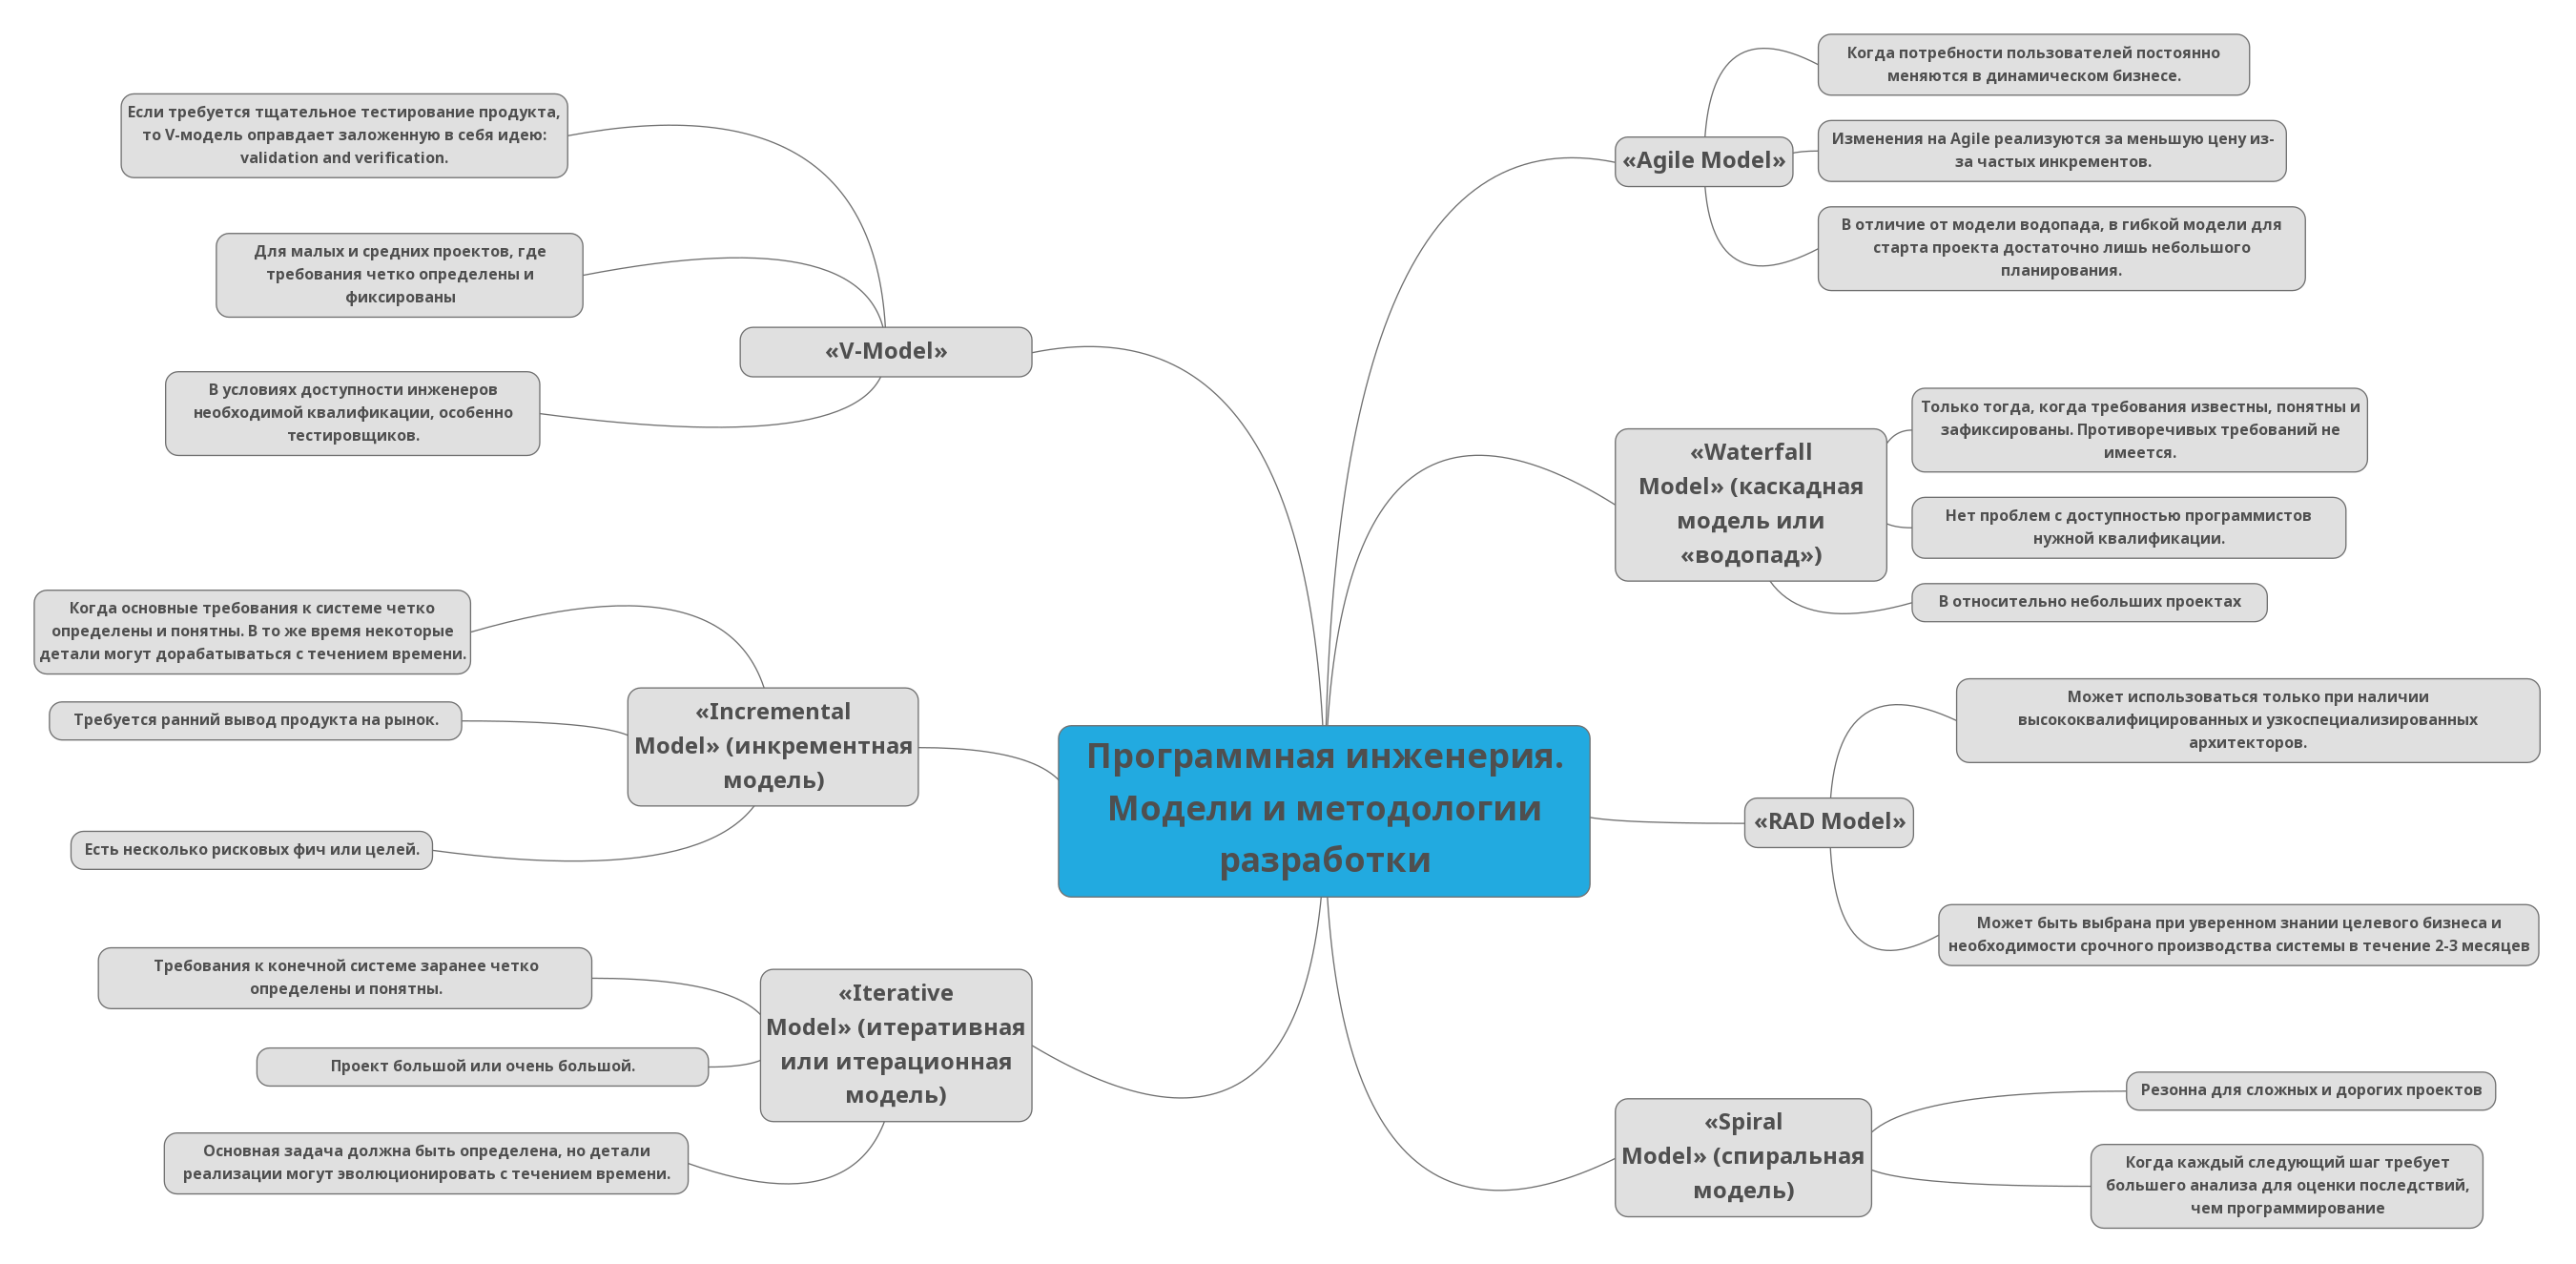 Программная инженерия.
Модели и методологии
разработки
«Agile Model»
Когда потребности пользователей постоянно
меняются в динамическом бизнесе.
Изменения на Agile реализуются за меньшую цену из-
за частых инкрементов.
В отличие от модели водопада, в гибкой модели для
старта проекта достаточно лишь небольшого
планирования.
«Waterfall
Model» (каскадная
модель или
«водопад»)
Только тогда, когда требования известны, понятны и
зафиксированы. Противоречивых требований не
имеется.
Нет проблем с доступностью программистов
нужной квалификации.
В относительно небольших проектах
«RAD Model»
Может использоваться только при наличии
высококвалифицированных и узкоспециализированных
архитекторов.
Может быть выбрана при уверенном знании целевого бизнеса и
необходимости срочного производства системы в течение 2-3 месяцев
«Spiral
Model» (спиральная
модель)
Резонна для сложных и дорогих проектов
Когда каждый следующий шаг требует
большего анализа для оценки последствий,
чем программирование
«V-Model»
Если требуется тщательное тестирование продукта,
то V-модель оправдает заложенную в себя идею:
validation and verification.
Для малых и средних проектов, где
требования четко определены и
фиксированы
В условиях доступности инженеров
необходимой квалификации, особенно
тестировщиков.
«Incremental
Model» (инкрементная
модель)
Когда основные требования к системе четко
определены и понятны. В то же время некоторые
детали могут дорабатываться с течением времени.
Требуется ранний вывод продукта на рынок.
Есть несколько рисковых фич или целей.
«Iterative
Model» (итеративная
или итерационная
модель)
Требования к конечной системе заранее четко
определены и понятны.
Проект большой или очень большой.
Основная задача должна быть определена, но детали
реализации могут эволюционировать с течением времени.